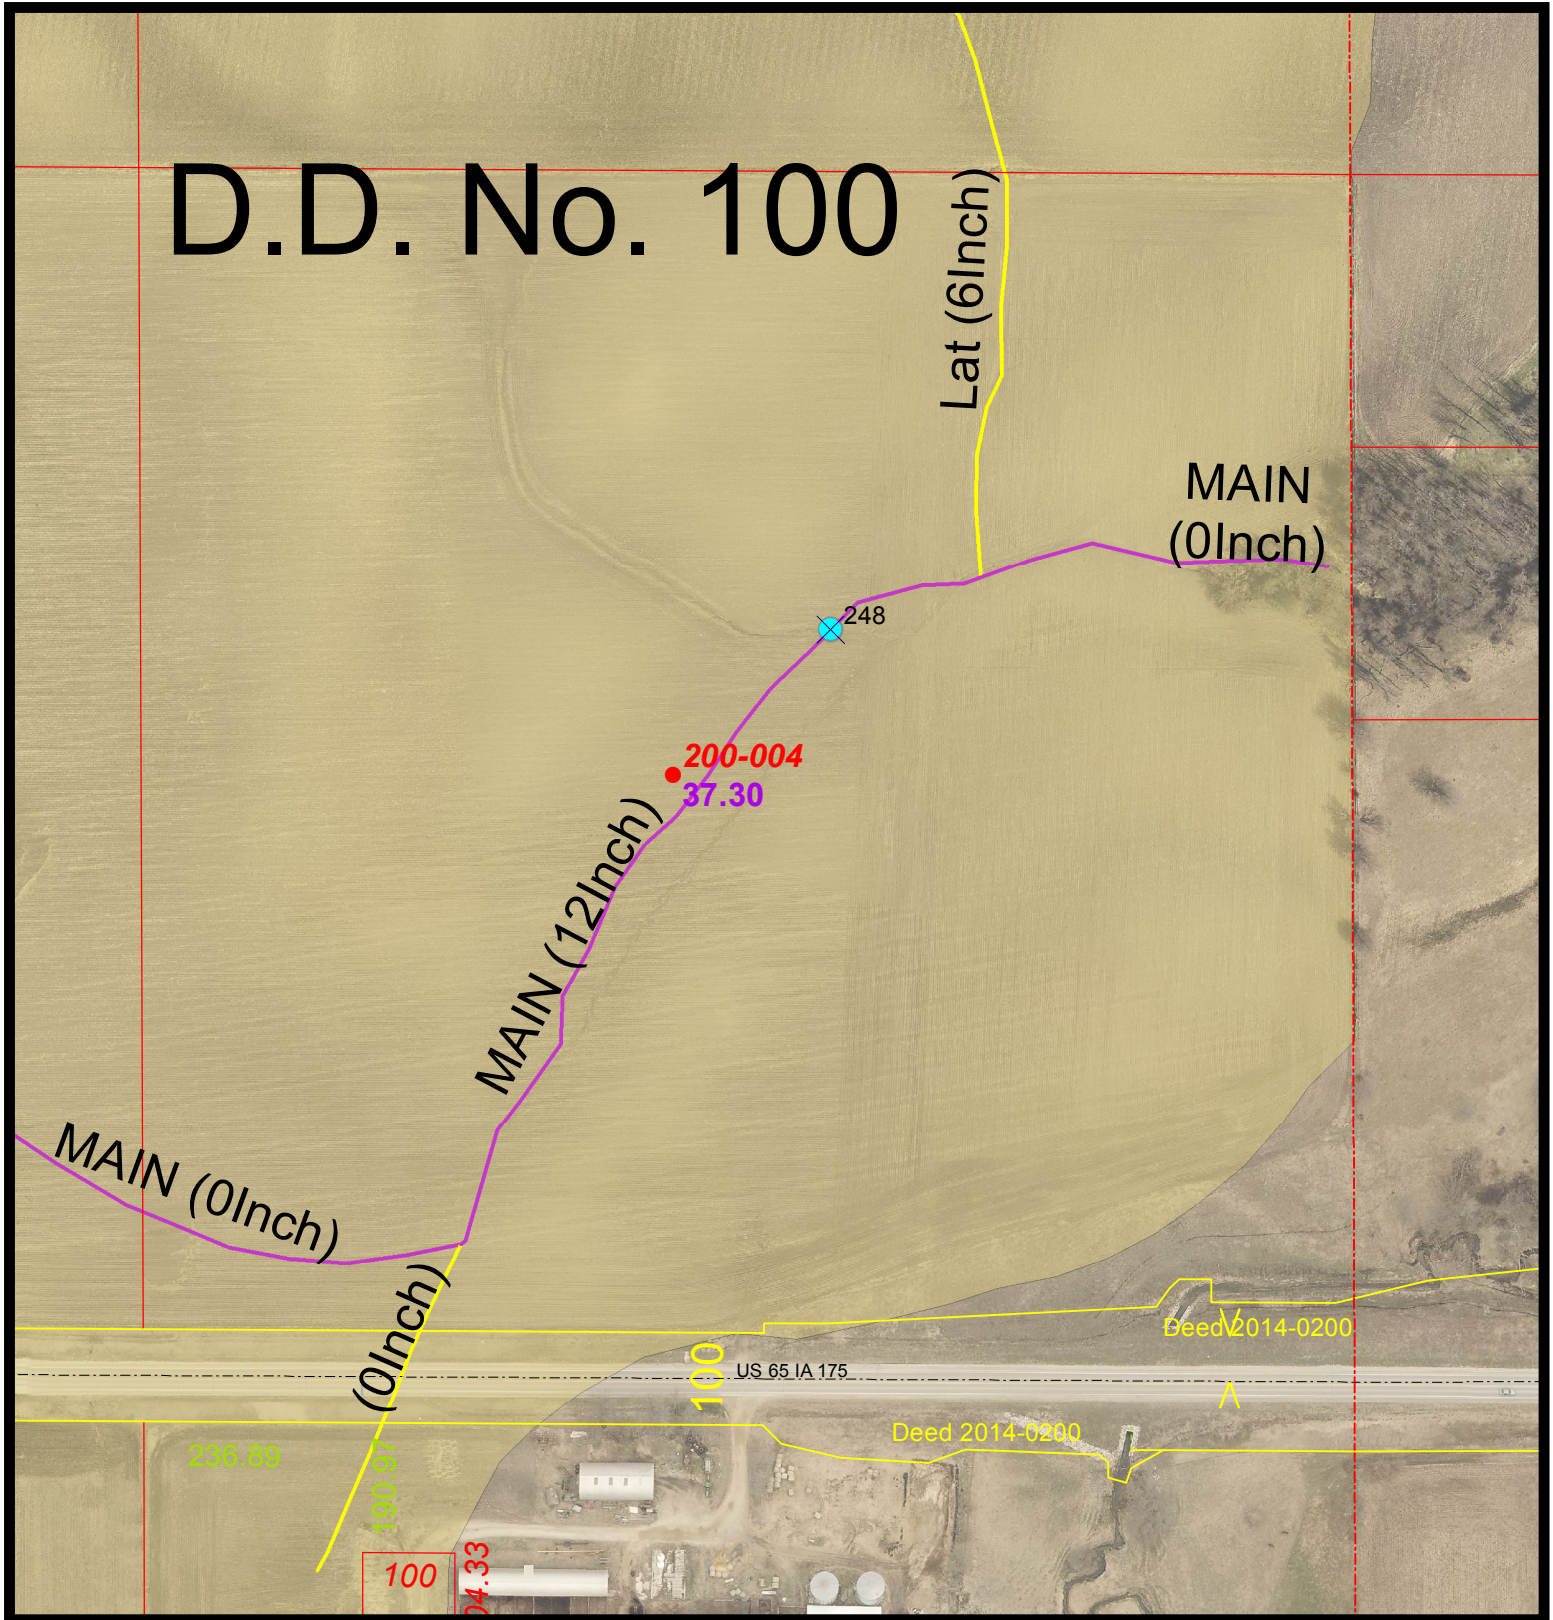 D.D. No. 100
Lat (6Inch)
MAIN
(0Inch)
248
200-004
37.30
MAIN (12Inch)
MAIN (0Inch)
(0Inch)
Deed 2014-0200
100
US 65 IA 175
Deed 2014-0200
236.89
190.97
100
04.33